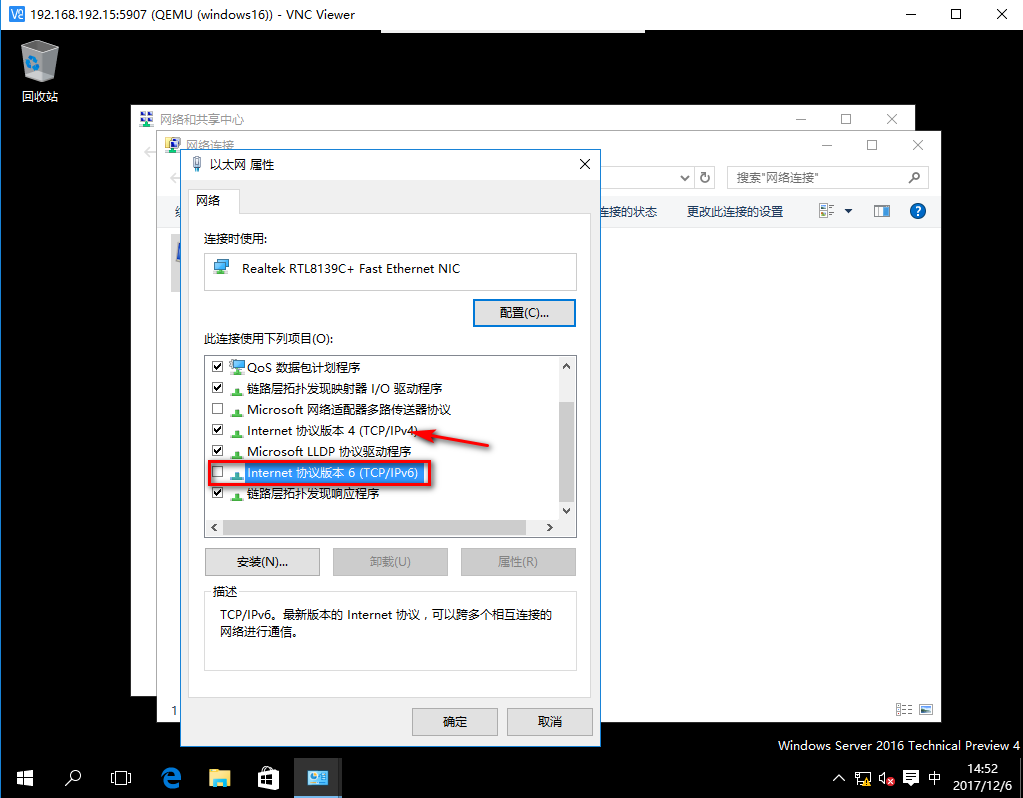 192.168.192.15:5907 (QEMU (windows16)) - VNC Viewer
回收站
网络和共享中心
网络连接
以太网 属性
搜索"网络连接"
网络
连接的状态
更改此连接的设置
连接时使用:
Realtek RTL8139C+ Fast Ethernet NIC
配置(C)...
此连接使用下列项目(O):
QoS 数据包计划程序
链路层拓扑发现映射器 I/O 驱动程序
Microsoft 网络适配器多路传送器协议
Internet 协议版本 4 (TCP/IPv4)
Microsoft LLDP 协议驱动程序
Internet 协议版本 6 (TCP/IPv6)
链路层拓扑发现响应程序
安装(N)...
卸载(U)
属性(R)
描述
TCP/IPv6。最新版本的 Internet 协议，可以跨多个相互连接的
网络进行通信。
1
确定
取消
Windows Server 2016 Technical Preview 4
中
14:52
2017/12/6